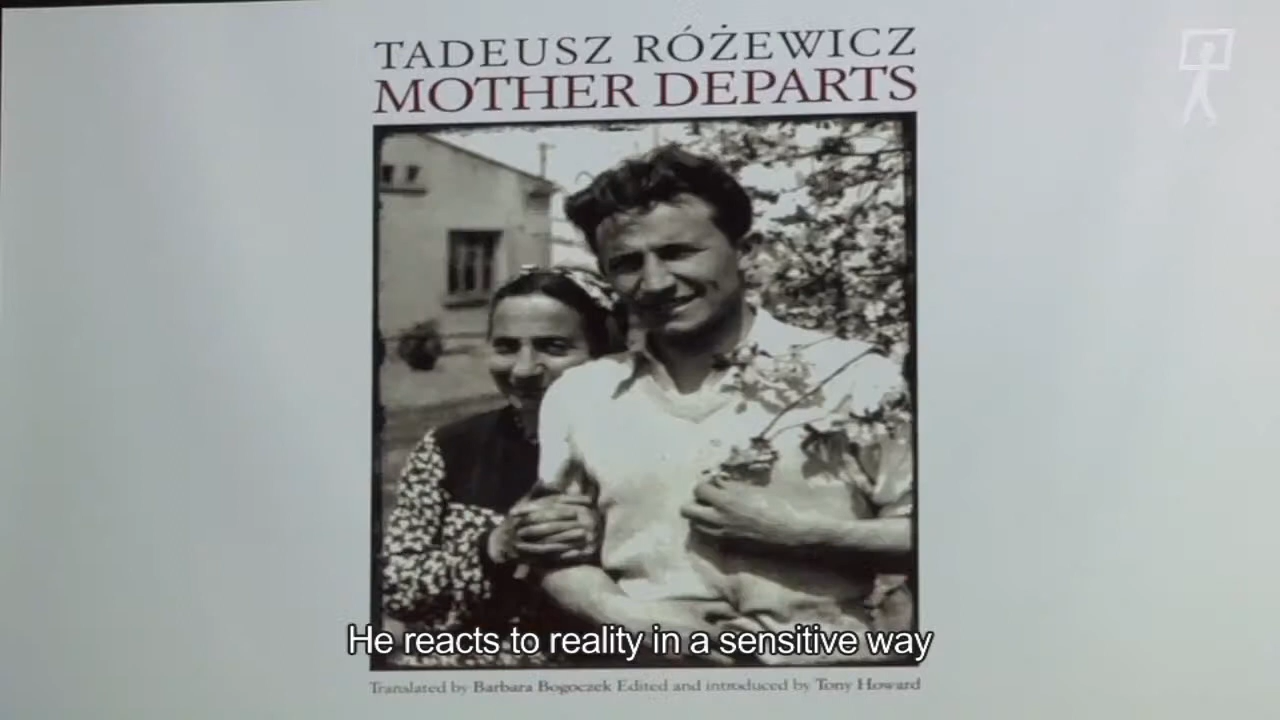 TADEUSZ RÓŻEWICZ
MOTHER DEPARTS
He reacts to reality in a sensitive way
Translated by Barbara Bogoczek Edited and introduced by Tony Howard